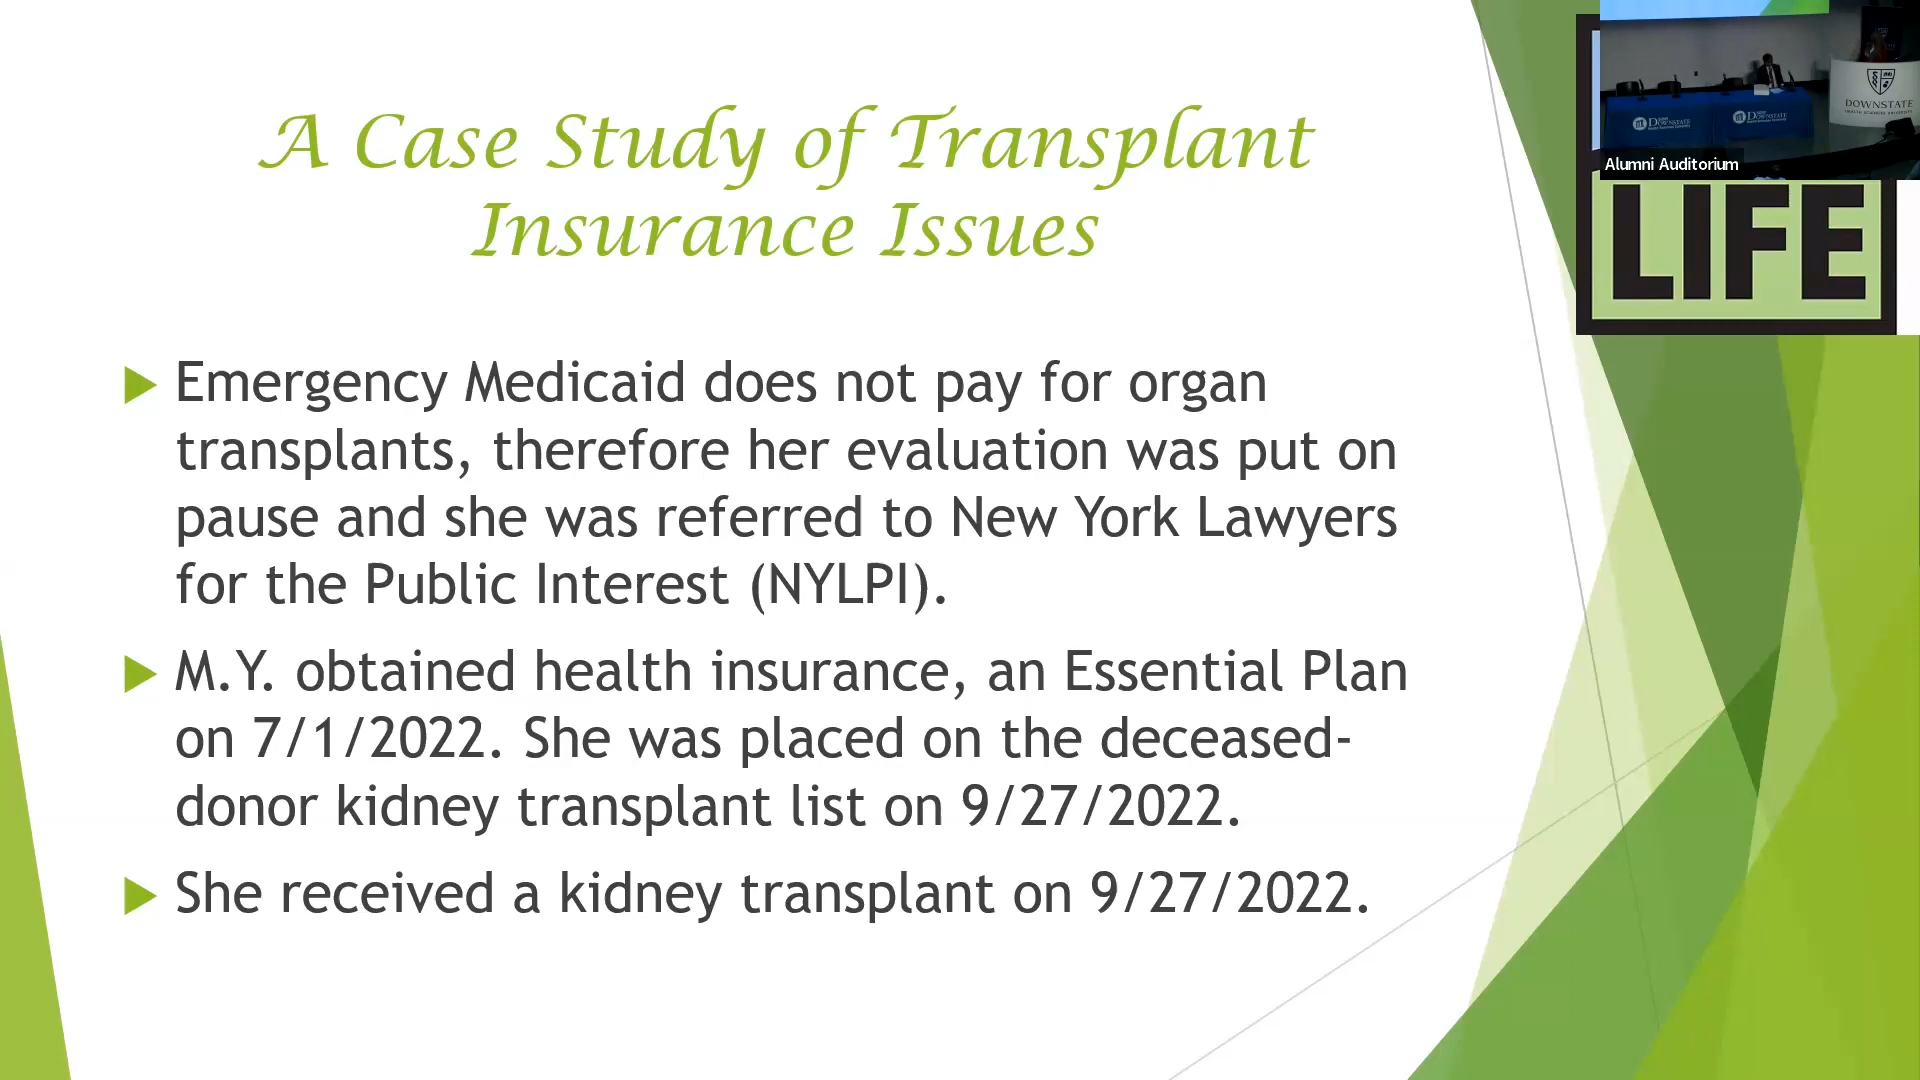 A Case Study of Transplant
Insurance Issues
Emergency Medicaid does not pay for organ
transplants, therefore her evaluation was put on
pause and she was referred to New York Lawyers
for the Public Interest (NYLPI).
M.Y. obtained health insurance, an Essential Plan
on 7/1/2022. She was placed on the deceased-
donor kidney transplant list on 9/27/2022.
She received a kidney transplant on 9/27/2022.
DOWNSTATE
DOWNSTATE
DOWNSTATE
Alumni Auditorium
LIFE